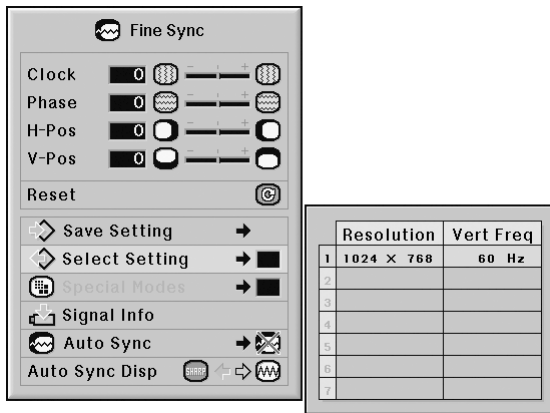 Fine Sync
Clock 0 - +
Phase 0 - +
H-Pos 0 - +
V-Pos 0 - +
Reset
Save Setting
Select Setting
Special Modes
Signal Info
Auto Sync
Auto Sync Disp SHARP
Resolution Vert Freq
1 1024 × 768 60 Hz
2
3
4
5
6
7